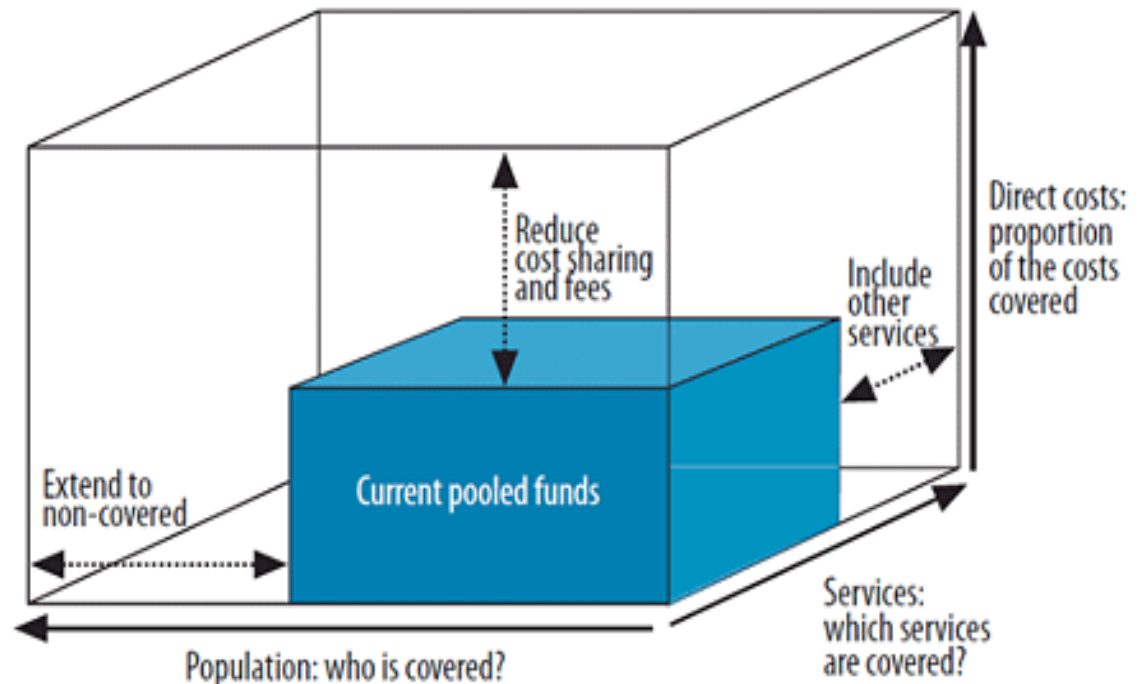 Reduce
cost sharing
and fees
Direct costs:
proportion
of the costs
covered
Include
other
services
Extend to
non-covered
Current pooled funds
Services:
which services
are covered?
Population: who is covered?